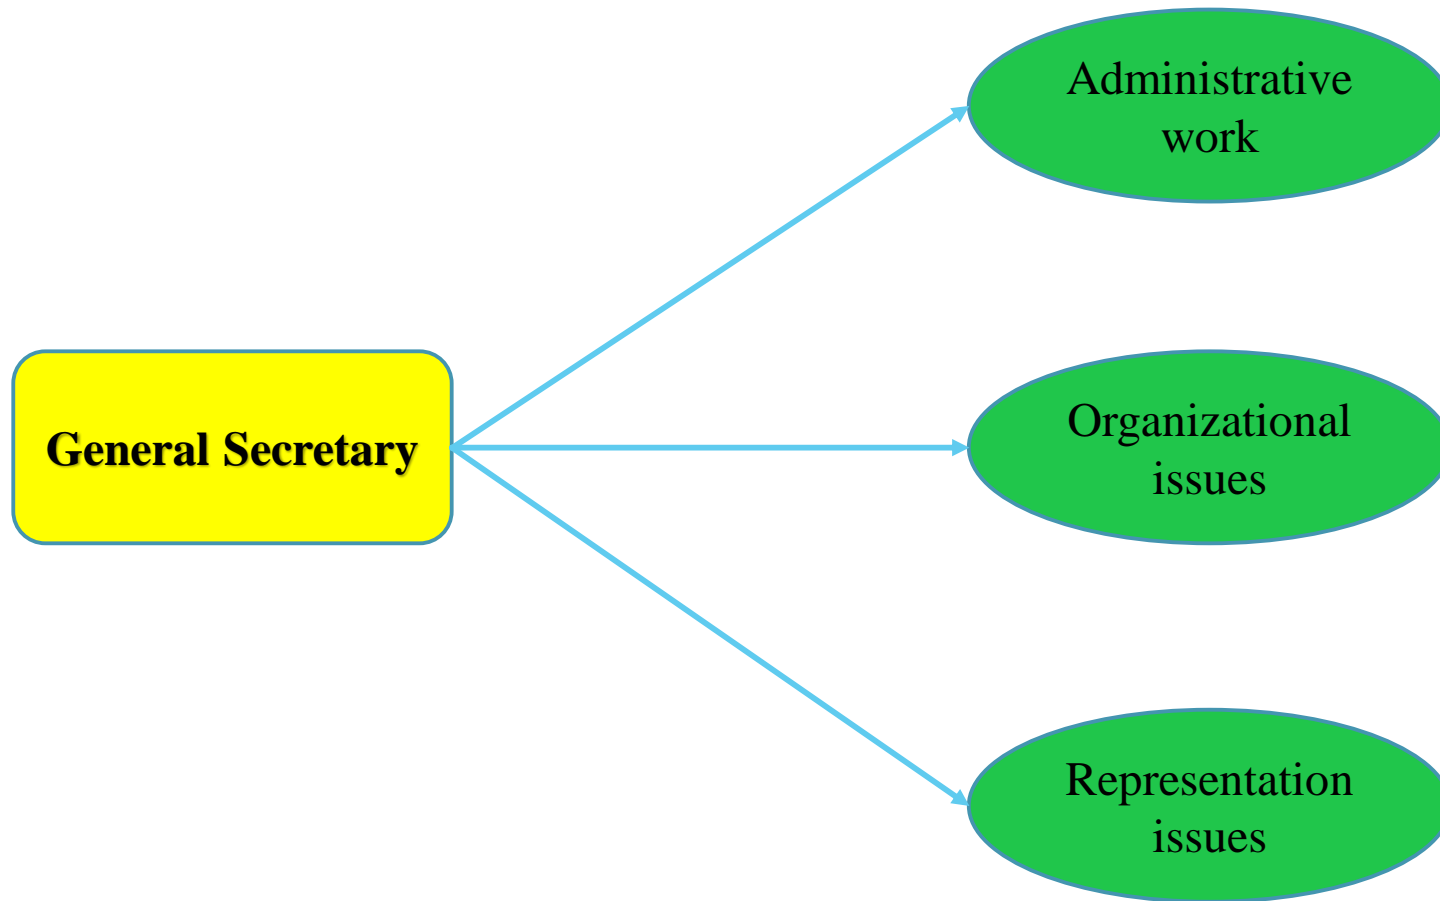 Administrative
work
General Secretary
Organizational
issues
Representation
issues